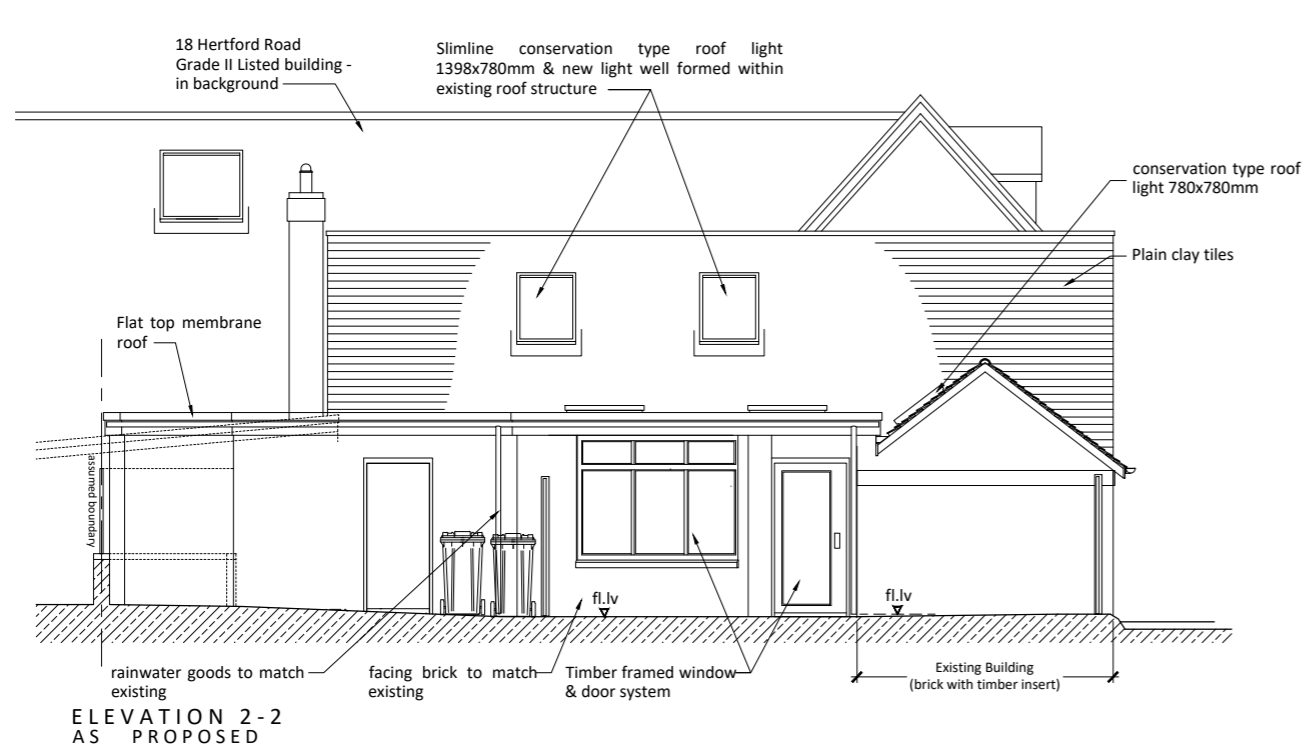 18 Hertford Road
Grade II Listed building -
in background
Slimline conservation type roof light
1398x780mm & new light well formed within
existing roof structure
conservation type roof
light 780x780mm
Plain clay tiles
Flat top membrane
roof
assumed boundary
fl.lv
fl.lv
rainwater goods to match
existing
facing brick to match
existing
Timber framed window
& door system
Existing Building
(brick with timber insert)
ELEVATION 2-2
AS PROPOSED